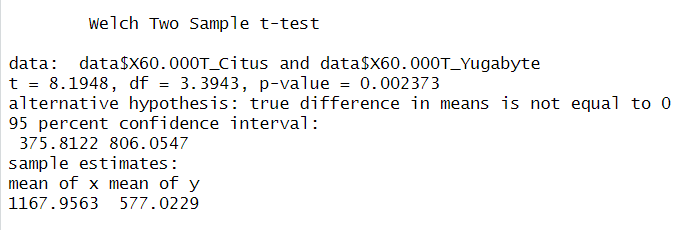 Welch Two Sample t-test
data:  data$X60.000T_Citus and data$X60.000T_Yugabyte
t = 8.1948, df = 3.3943, p-value = 0.002373
alternative hypothesis: true difference in means is not equal to 0
95 percent confidence interval:
375.8122 806.0547
sample estimates:
mean of x mean of y
1167.9563  577.0229